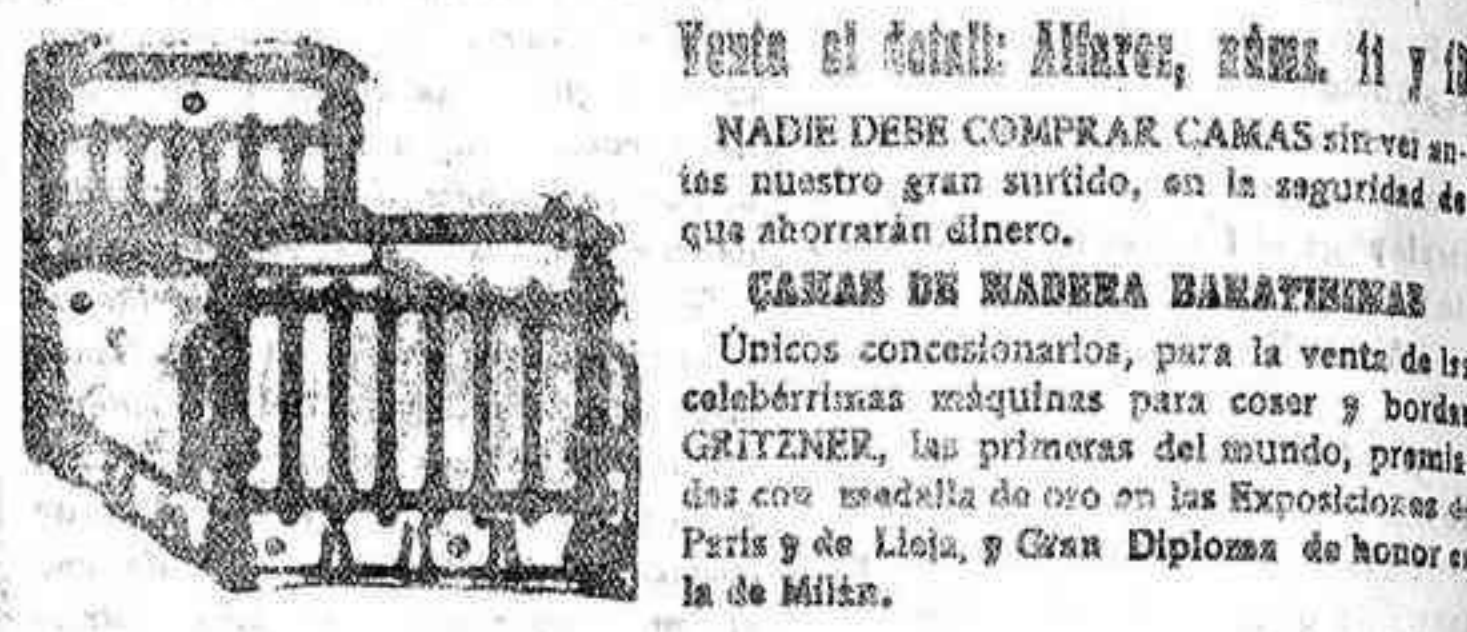 Venta al detall: Alfaros, núms. 11 y
NADIE DEBE COMPRAR CAMAS sin ver an-
tes nuestro gran surtido, en la seguridad de
que ahorrarán dinero.
CAMAS DE MADERA BARATISIMAS
Únicos concesionarios, para la venta de las
celebérrimas máquinas para coser y bordar
GRITZNER, las primeras del mundo, premia-
das con medalla de oro en las Exposiciones de
París y de Lieja, y Gran Diploma de honor en
la de Milán.